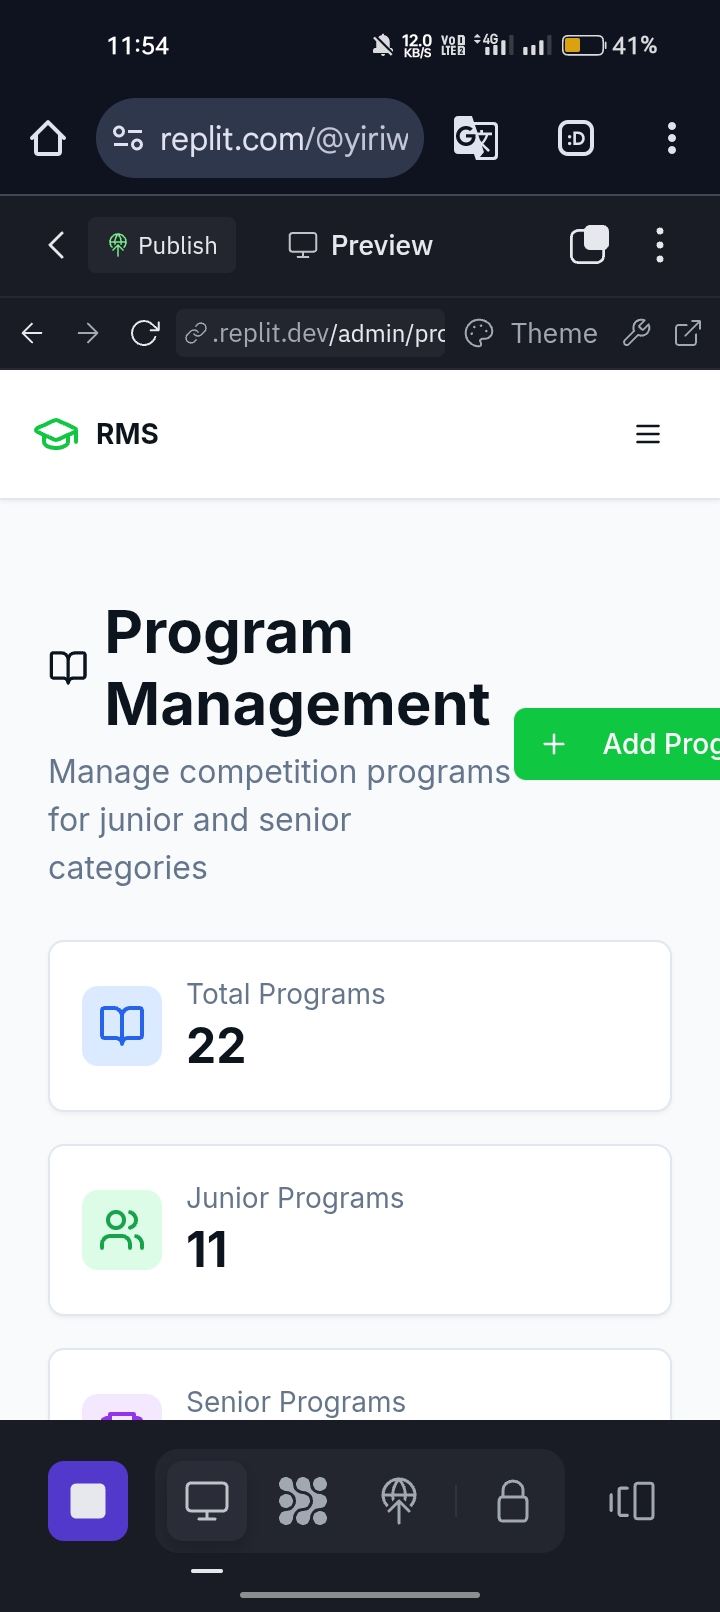 11:54
12.0 KB/S
VoD LTE2
4G
41%
replit.com/@yiriw
:D
Publish
Preview
.replit.dev/admin/pro
Theme
RMS
Program
Management
Add Prog
Manage competition programs
for junior and senior
categories
Total Programs
22
Junior Programs
11
Senior Programs